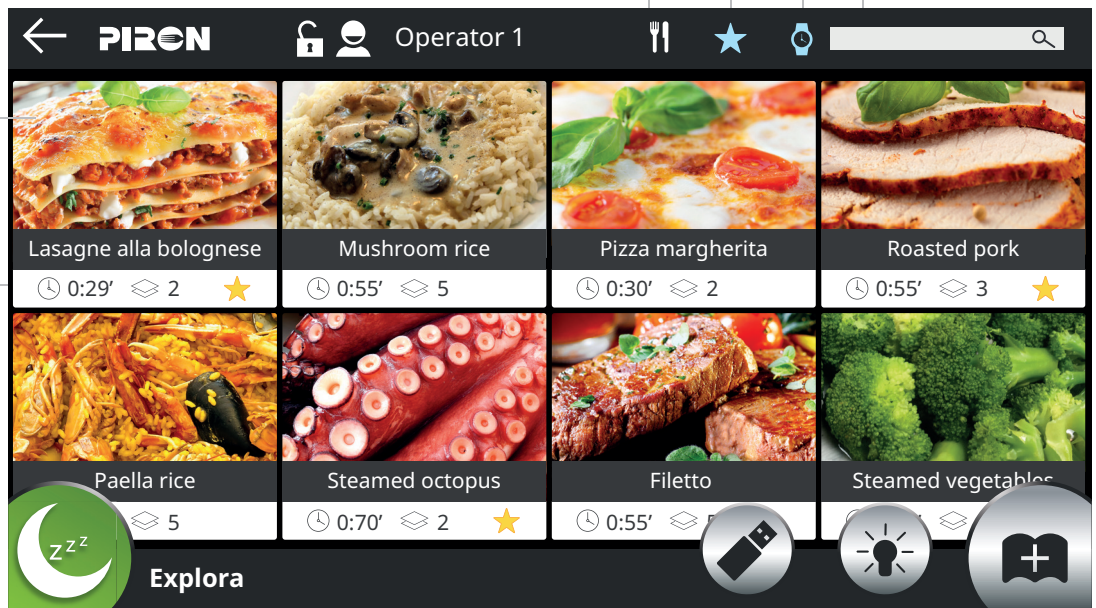 PIRON
Operator 1
Lasagne alla bolognese
Mushroom rice
Pizza margherita
Roasted pork
0:29’ 2
0:55’ 5
0:30’ 2
0:55’ 3
Paella rice
Steamed octopus
Filetto
Steamed vegetables
5
0:70’ 2
0:55’
z z z
Explora